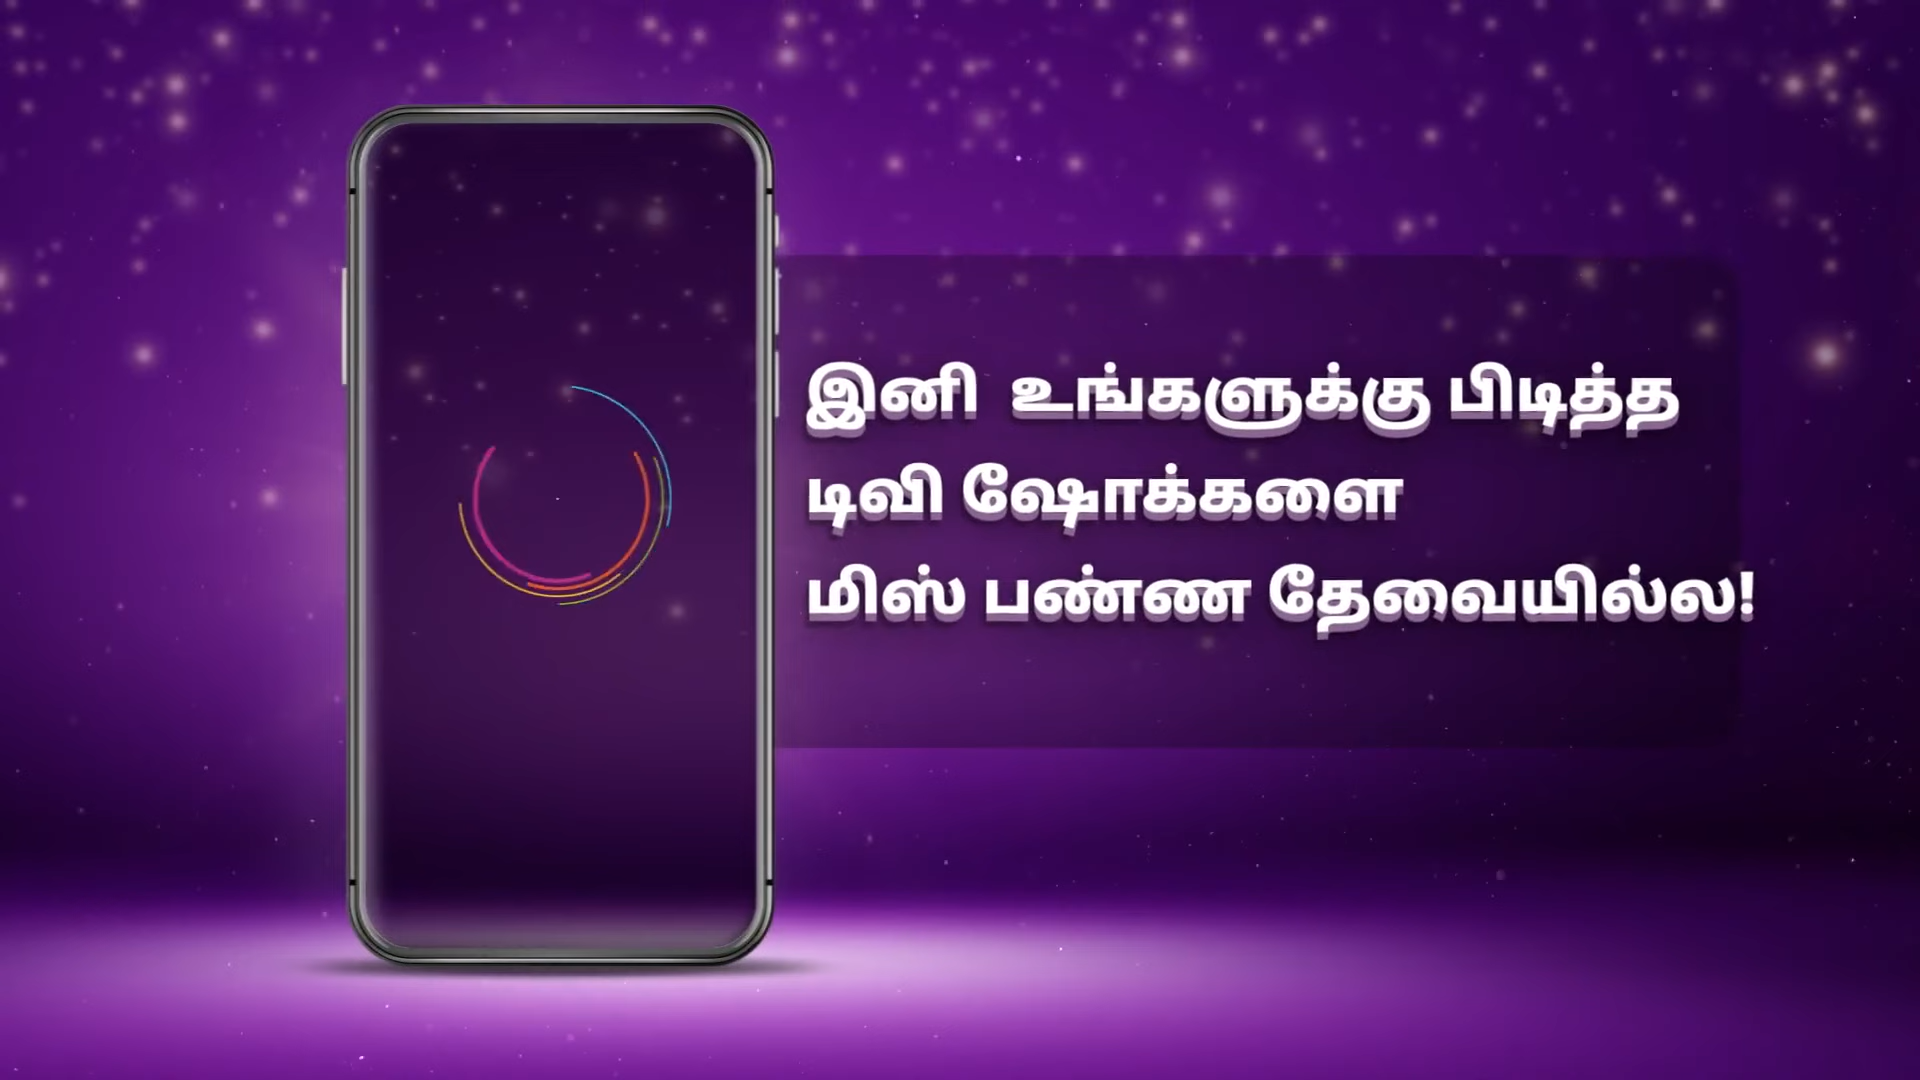 இனி உங்களுக்கு பிடித்த
டிவி ஷோக்களை
மிஸ் பண்ண தேவையில்ல!